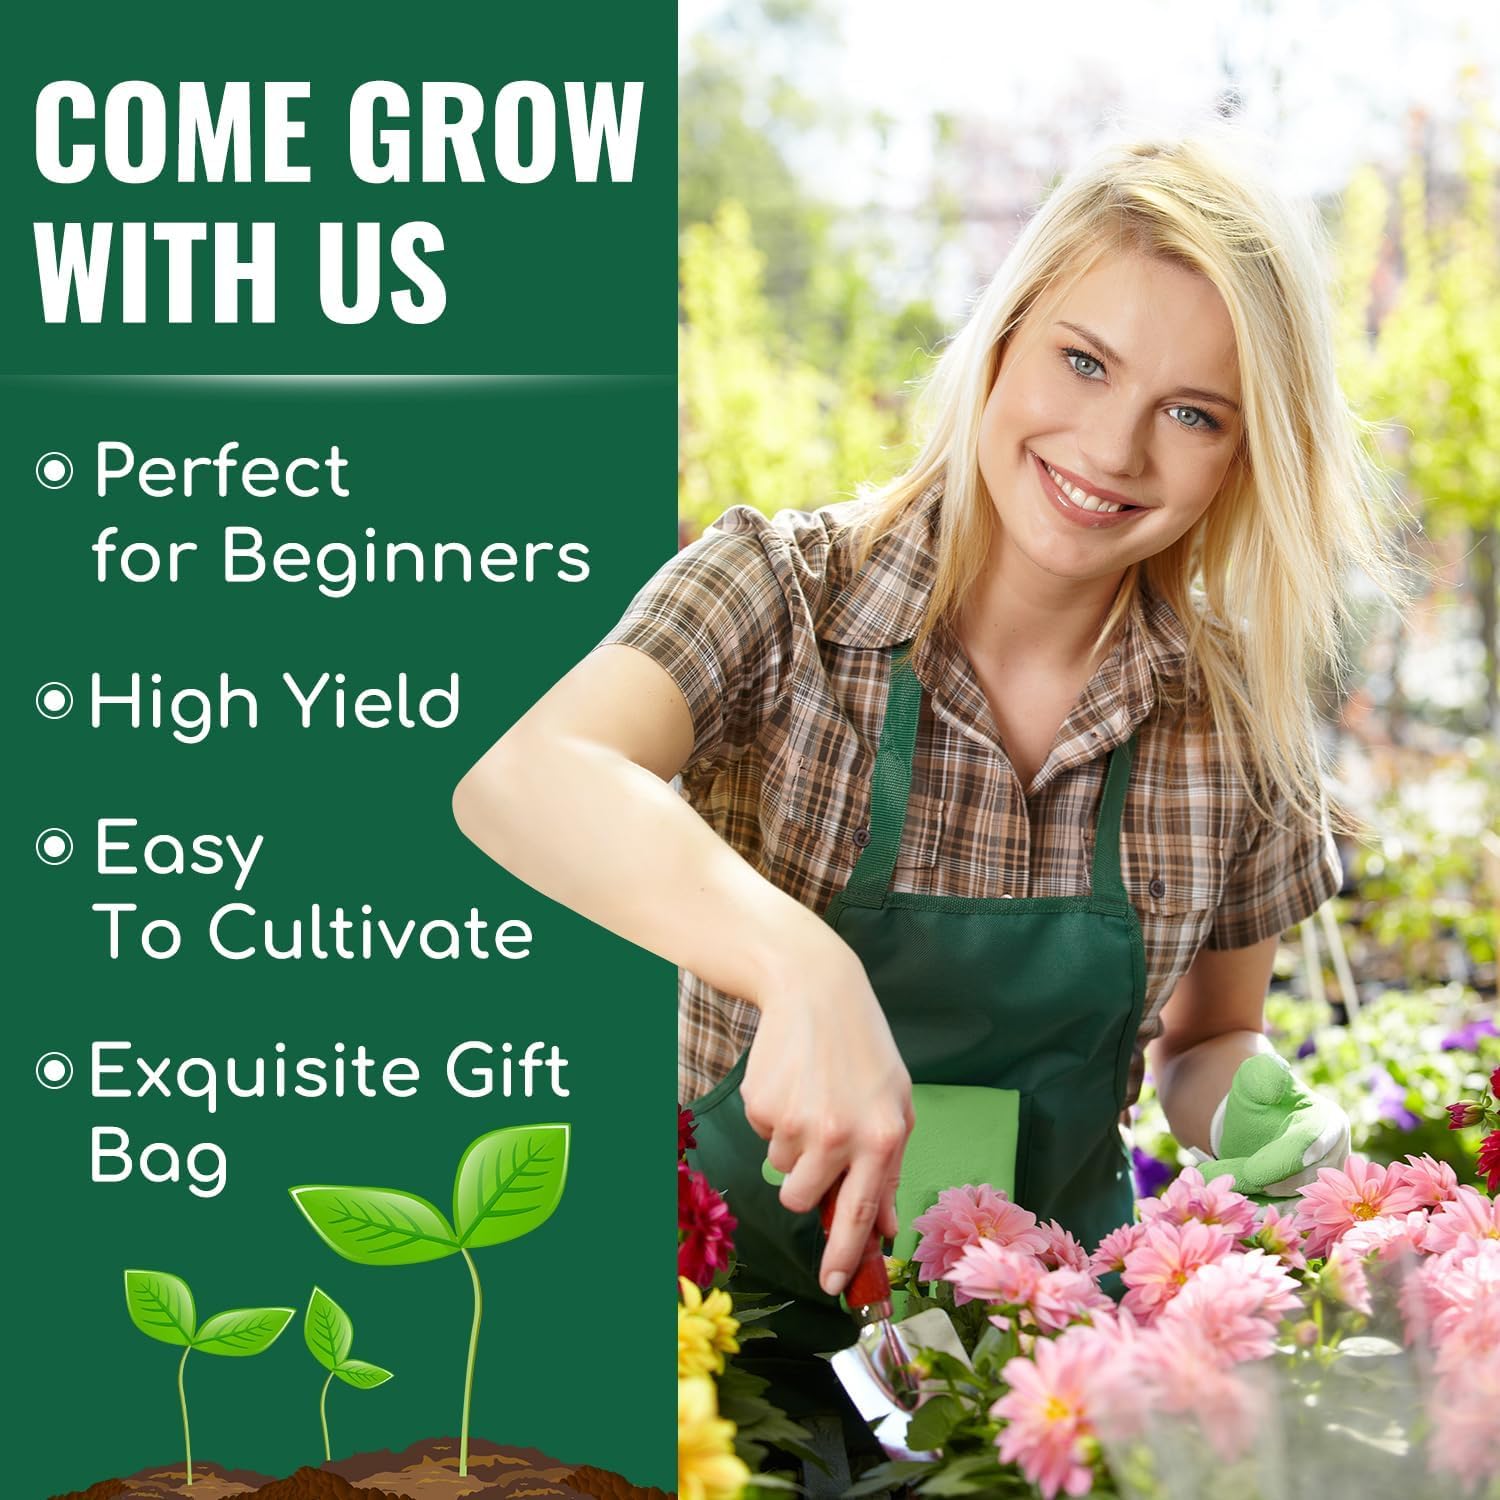 COME GROW
WITH US
Perfect
for Beginners
High Yield
Easy
To Cultivate
Exquisite Gift
Bag